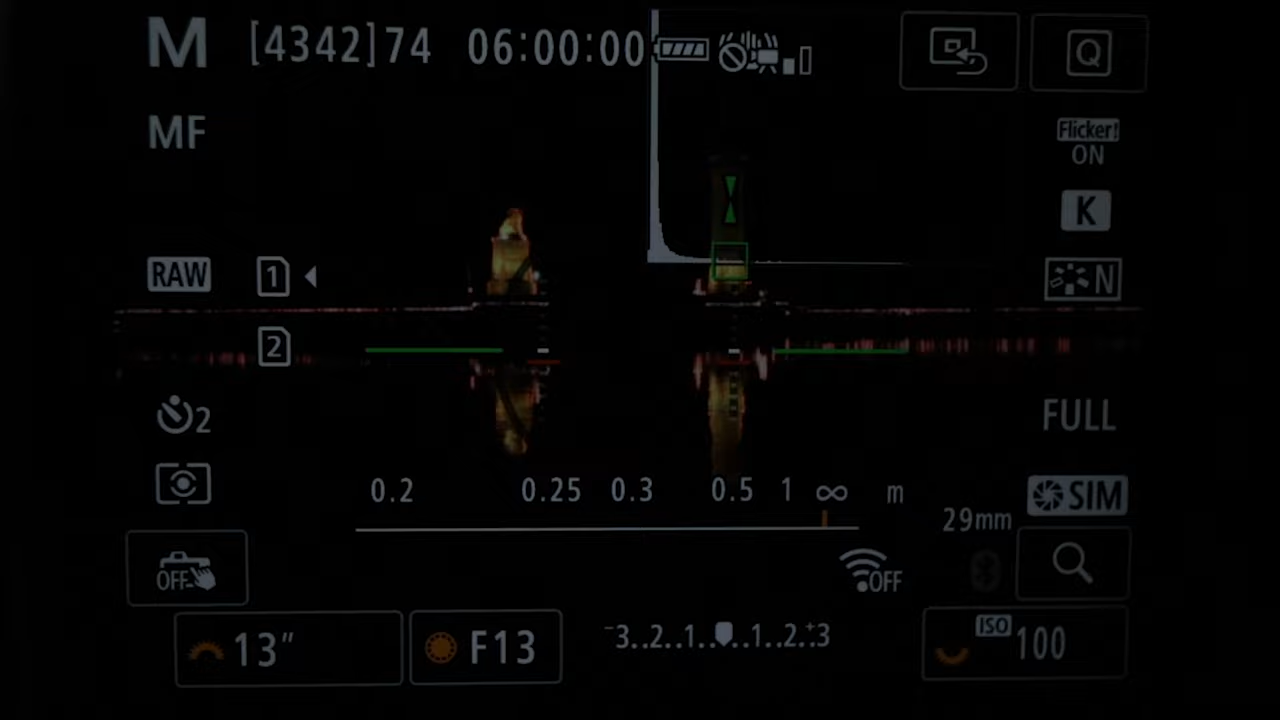 M [4342]74 06:00:00 Q
MF Flicker!
ON
K
RAW 1 N
2
2 FULL
SIM
0.2 0.25 0.3 0.5 1 ∞ m
29mm
OFF OFF
13" F13 -3..2..1..0..1..2..+3 ISO 100